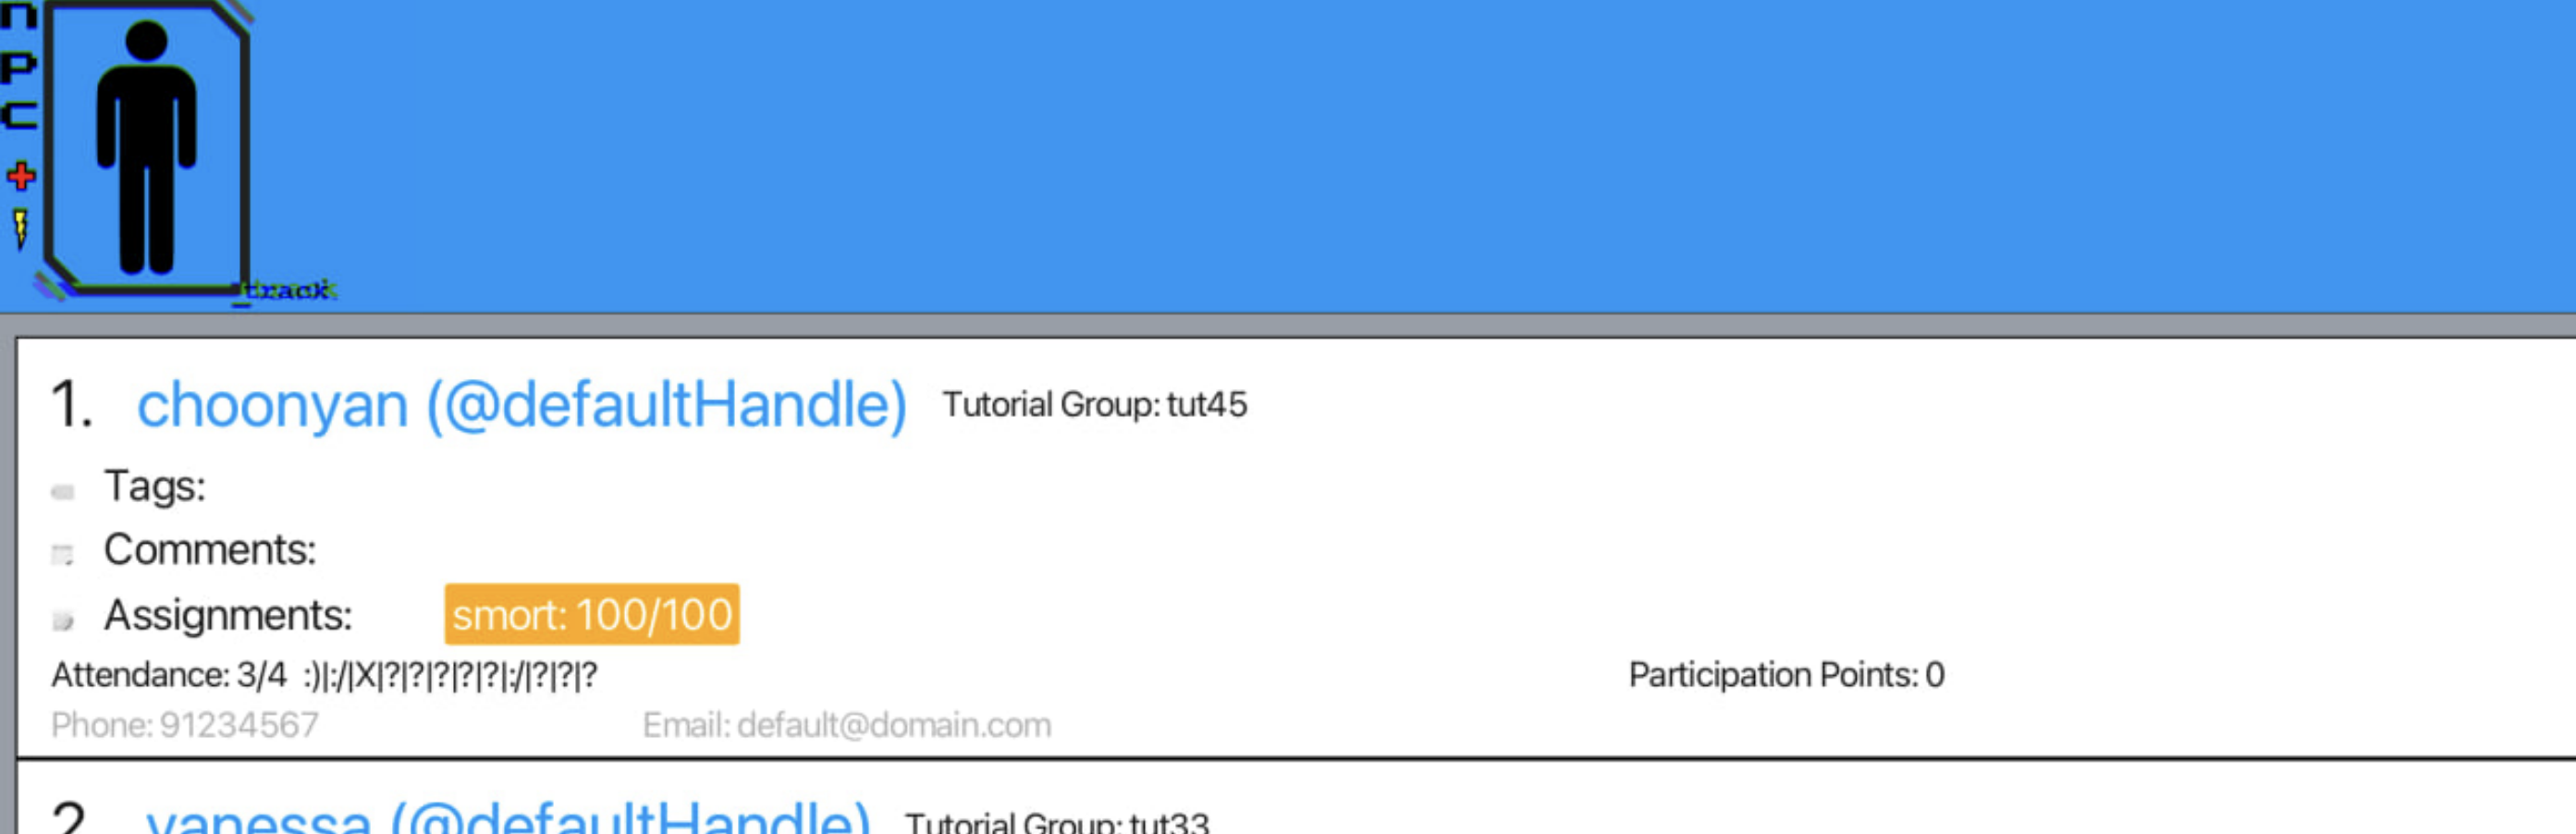 n
P
C
_track
1. choonyan (@defaultHandle) Tutorial Group: tut45
Tags:
Comments:
Assignments: smort: 100/100
Attendance: 3/4 :)|:/|X|?|?|?|?|?|:/|?|?|? Participation Points: 0
Phone: 91234567 Email: default@domain.com
2. vanessa (@defaultHandle) Tutorial Group: tut33